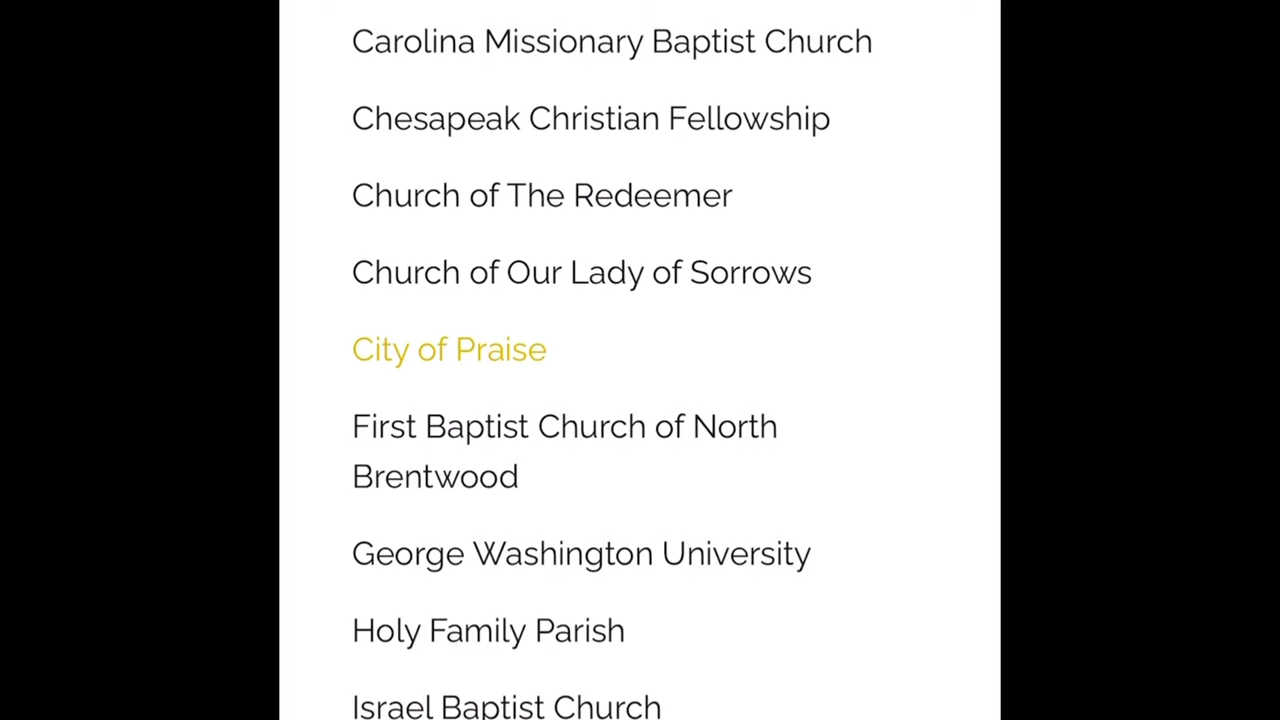 Carolina Missionary Baptist Church
Chesapeak Christian Fellowship
Church of The Redeemer
Church of Our Lady of Sorrows
City of Praise
First Baptist Church of North
Brentwood
George Washington University
Holy Family Parish
Israel Baptist Church